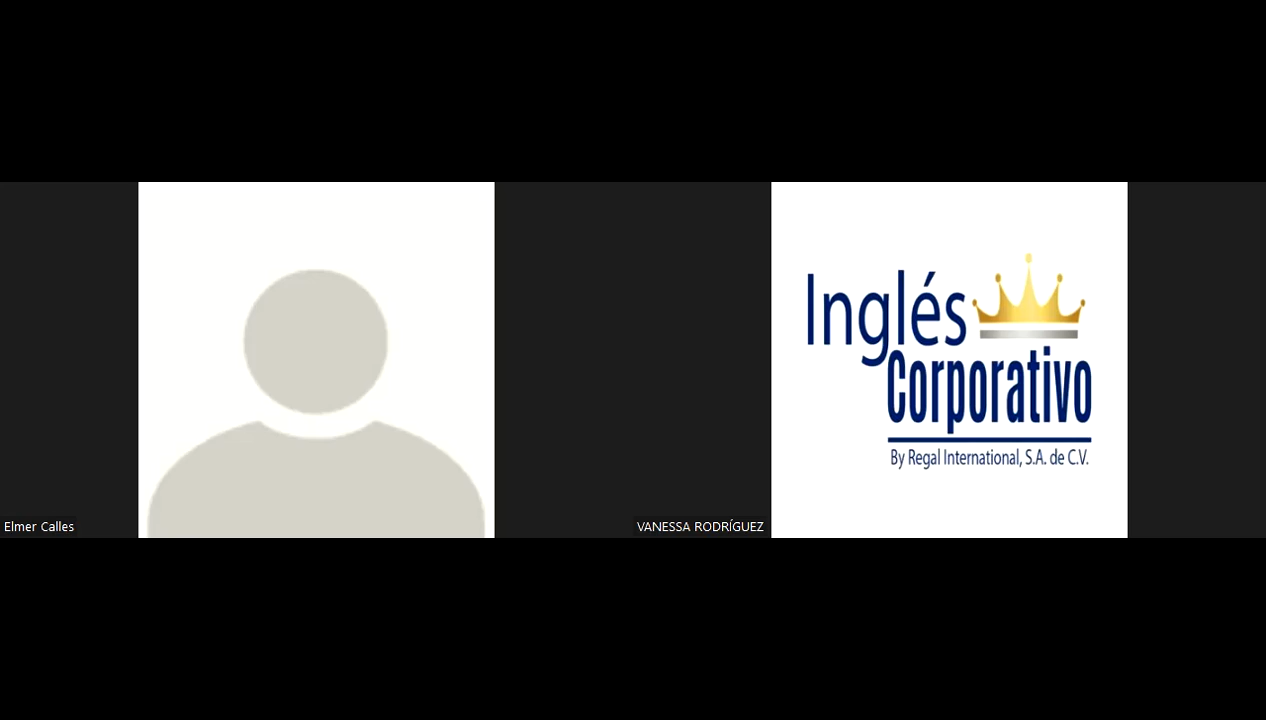 Inglés
Corporativo
By Regal International, S.A. de C.V.
Elmer Calles
VANESSA RODRÍGUEZ